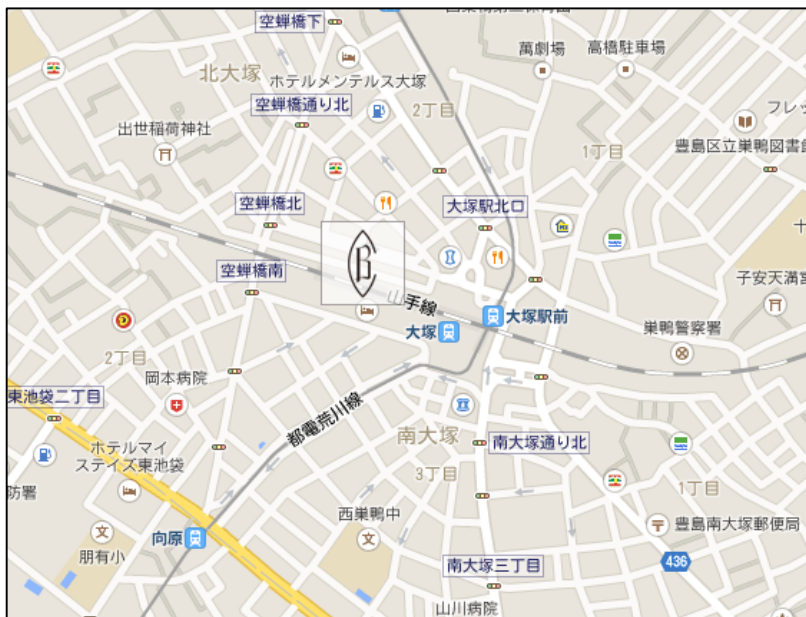 空蝉橋下
萬劇場
高橋駐車場
北大塚
ホテルメンテルス大塚
2丁目
空蝉橋通り北
フレッ
出世稲荷神社
1丁目
豊島区立巣鴨図書館
空蝉橋北
大塚駅北口
十
空蝉橋南
子安天満宮
山手線
大塚駅前
大塚
巣鴨警察署
2丁目
岡本病院
東池袋二丁目
都電荒川線
南大塚
南大塚通り北
ホテルマイ
ステイズ東池袋
3丁目
1丁目
防署
西巣鴨中
豊島南大塚郵便局
向原
朋有小
南大塚三丁目
436
山川病院